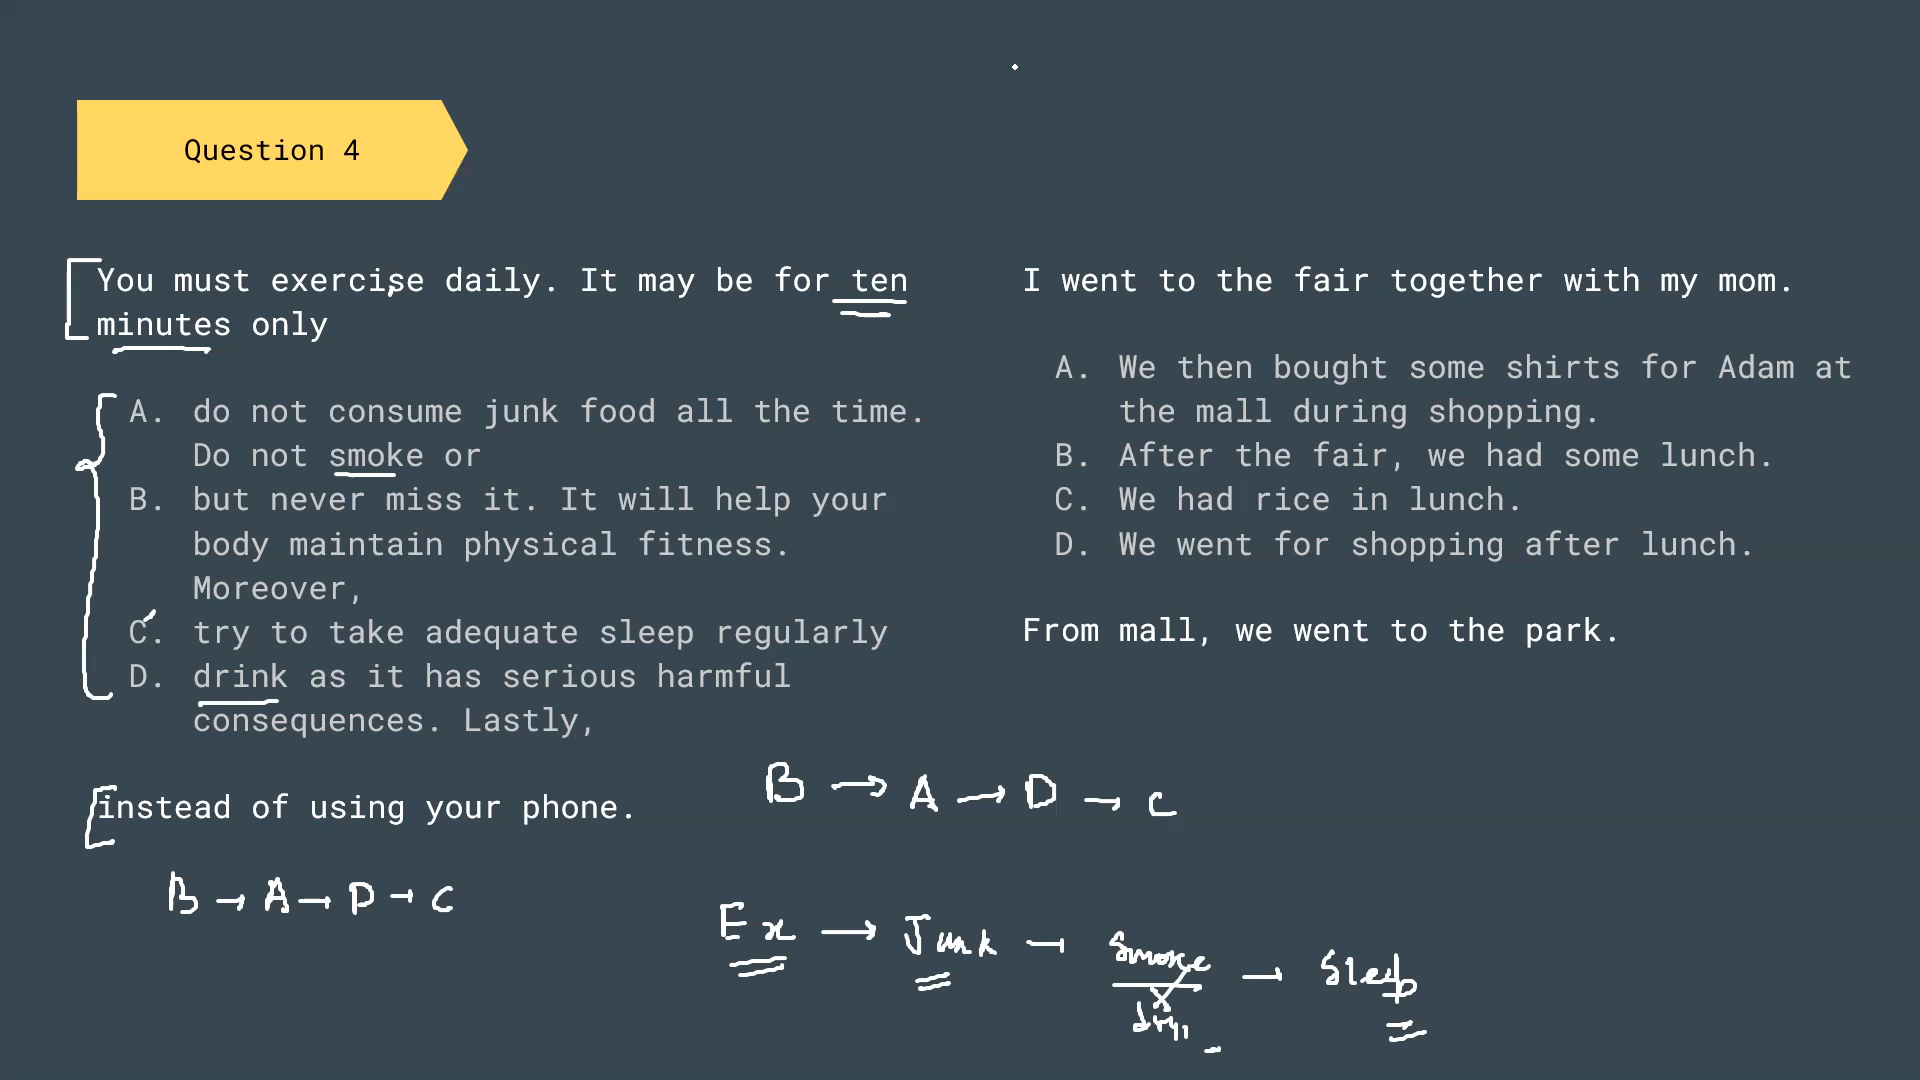 Question 4
You must exercise daily. It may be for ten
minutes only
A. do not consume junk food all the time.
Do not smoke or
B. but never miss it. It will help your
body maintain physical fitness.
Moreover,
C. try to take adequate sleep regularly
D. drink as it has serious harmful
consequences. Lastly,
instead of using your phone.
B → A → D → C
I went to the fair together with my mom.
A. We then bought some shirts for Adam at
the mall during shopping.
B. After the fair, we had some lunch.
C. We had rice in lunch.
D. We went for shopping after lunch.
From mall, we went to the park.
B → A → D → C
Ex → Junk → Smoke → Sleep